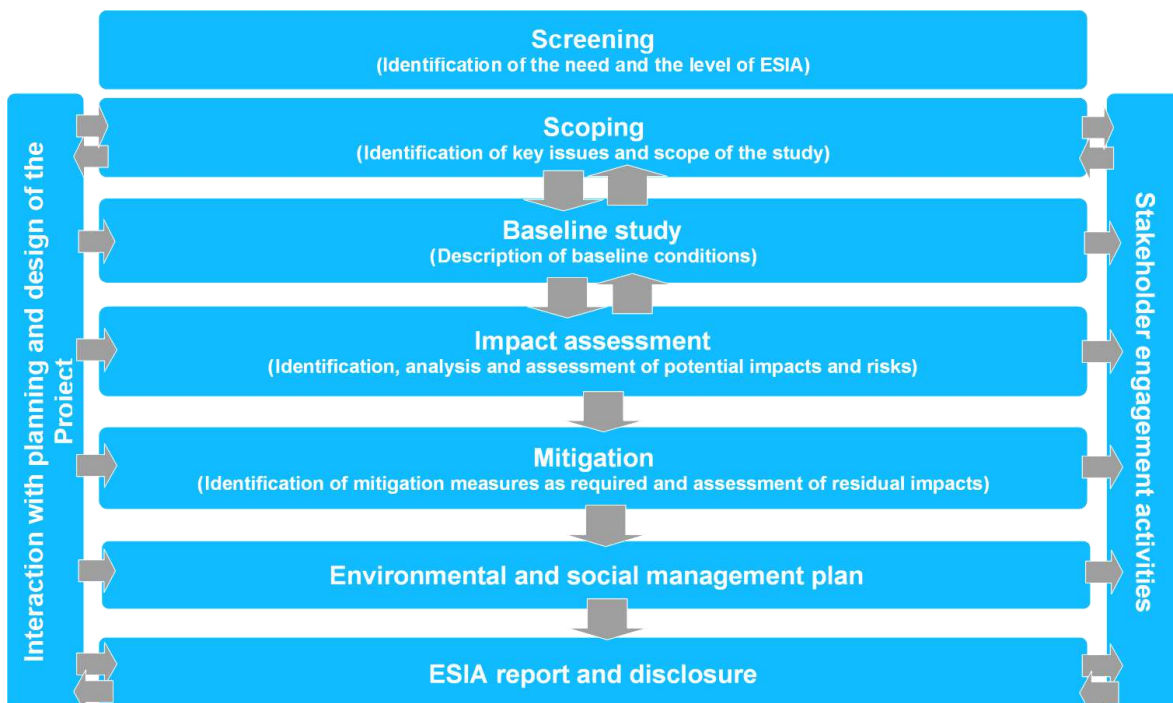 Screening
(Identification of the need and the level of ESIA)
Scoping
(Identification of key issues and scope of the study)
Baseline study
(Description of baseline conditions)
Impact assessment
(Identification, analysis and assessment of potential impacts and risks)
Mitigation
(Identification of mitigation measures as required and assessment of residual impacts)
Environmental and social management plan
ESIA report and disclosure
Interaction with planning and design of the
Project
Stakeholder engagement activities